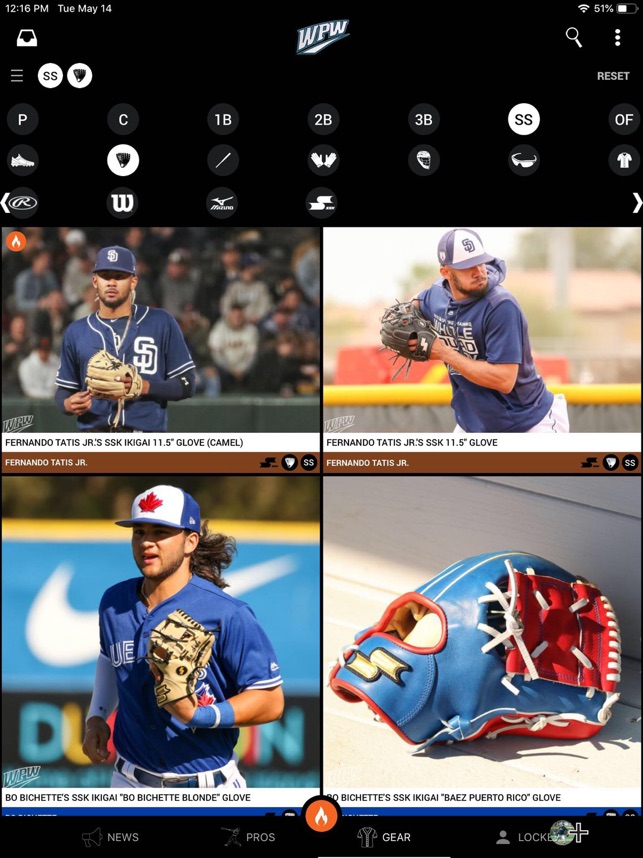 12:16 PM Tue May 14
51%
WPW
SS
RESET
P
C
1B
2B
3B
SS
OF
R
W
MIZUNO
SSK
SD
WPW
FERNANDO TATIS JR.'S SSK IKIGAI 11.5" GLOVE (CAMEL)
FERNANDO TATIS JR.
SS
SD
WPW
FERNANDO TATIS JR.'S SSK 11.5" GLOVE
FERNANDO TATIS JR.
SS
WPW
BO BICHETTE'S SSK IKIGAI "BO BICHETTE BLONDE" GLOVE
BO BICHETTE'S SSK IKIGAI "BAEZ PUERTO RICO" GLOVE
NEWS
PROS
GEAR
LOCKE